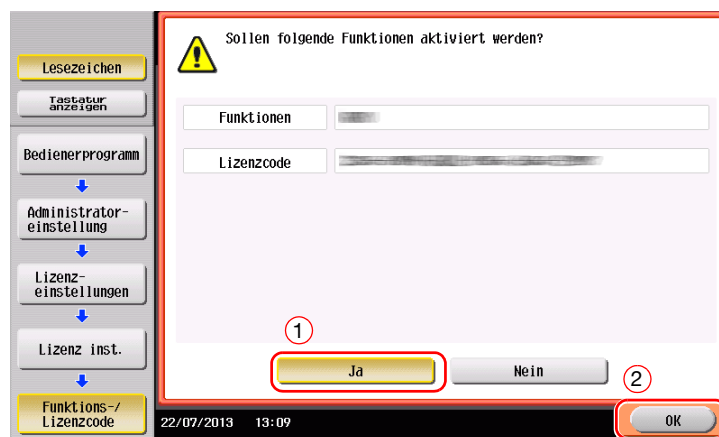 Sollen folgende Funktionen aktiviert werden?
Lesezeichen
Tastatur
anzeigen
Funktionen
Bedienerprogramm
Lizenzcode
Administrator-
einstellung
Lizenz-
einstellungen
1
Lizenz inst.
Ja
Nein
2
Funktions-/
Lizenzcode
22/07/2013 13:09
OK